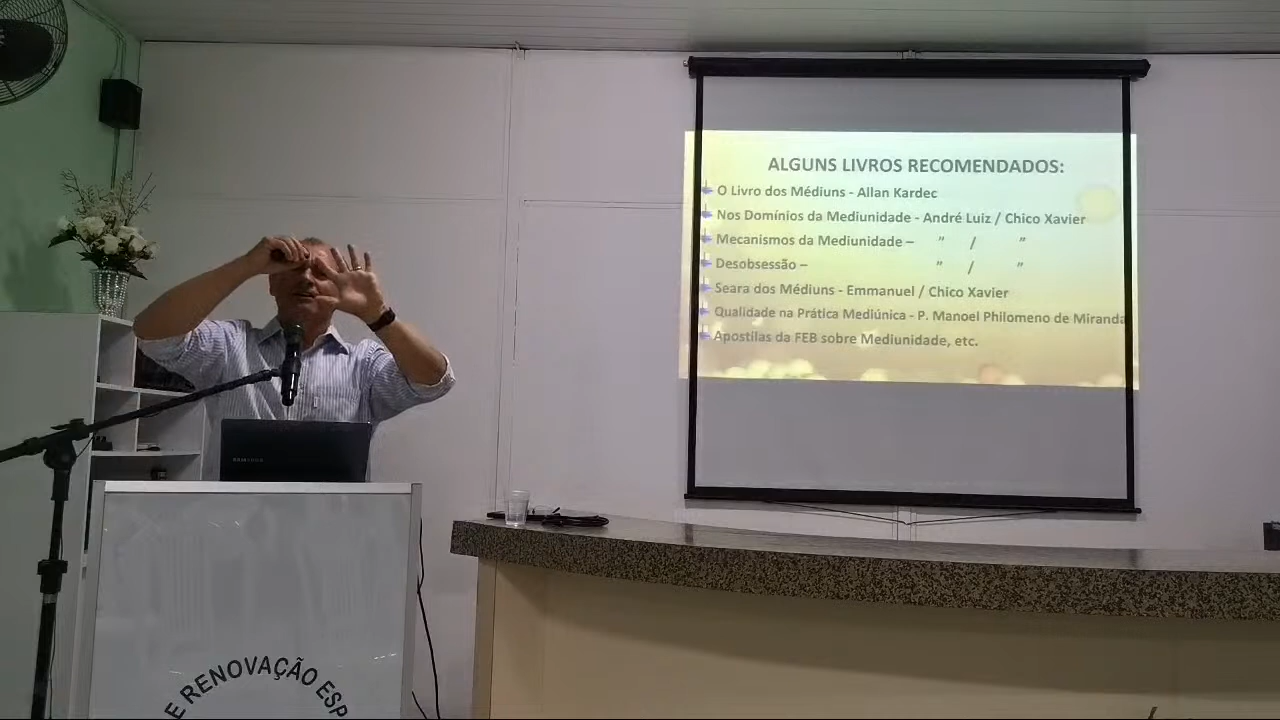 ALGUNS LIVROS RECOMENDADOS:
O Livro dos Médiuns - Allan Kardec
Nos Domínios da Mediunidade - André Luiz / Chico Xavier
Mecanismos da Mediunidade – " / "
Desobsessão – " / "
Seara dos Médiuns - Emmanuel / Chico Xavier
Qualidade na Prática Mediúnica - P. Manoel Philomeno de Miranda
Apostilas da FEB sobre Mediunidade, etc.
SAMSUNG
E RENOVAÇÃO ESP